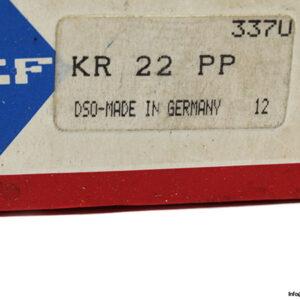 337U
KR 22 PP
DSO-MADE IN GERMANY 12